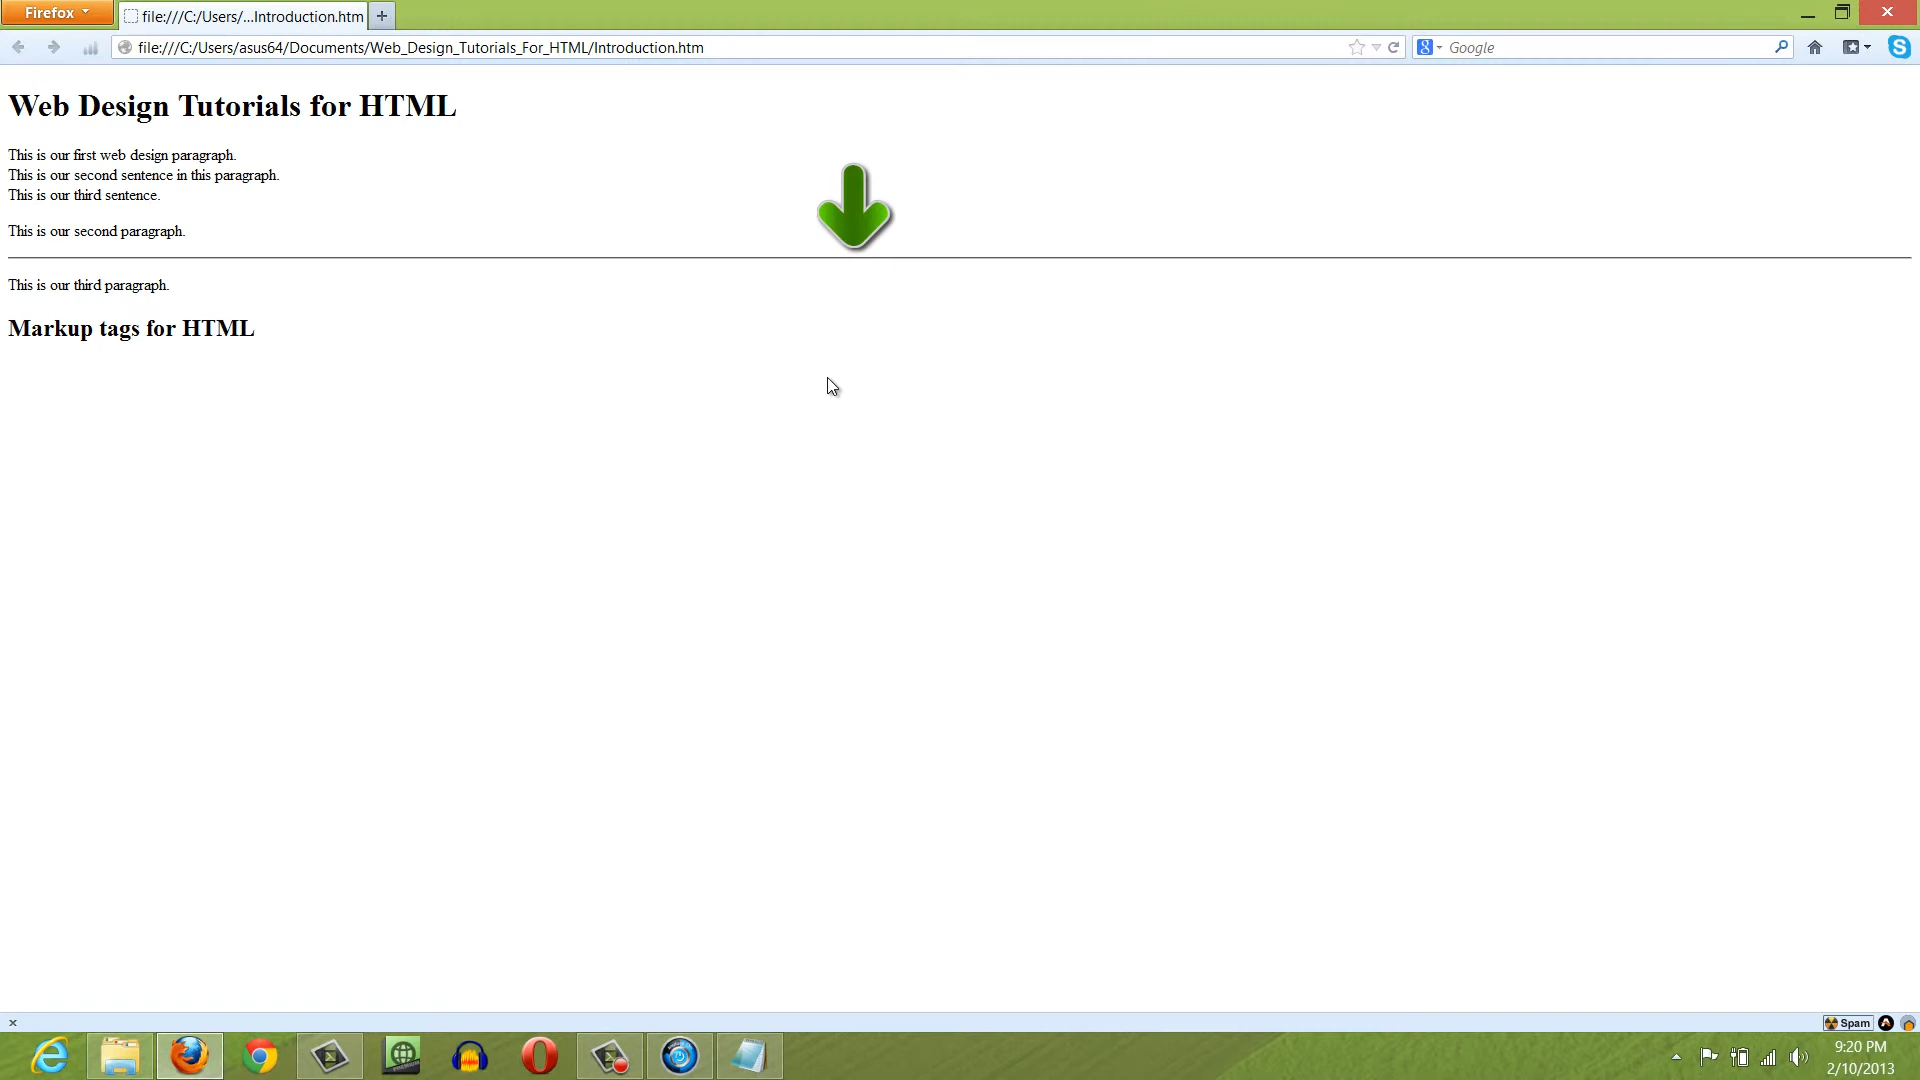 Firefox
file:///C:/Users/...Introduction.htm
file:///C:/Users/asus64/Documents/Web_Design_Tutorials_For_HTML/Introduction.htm
Google
Web Design Tutorials for HTML
This is our first web design paragraph.
This is our second sentence in this paragraph.
This is our third sentence.
This is our second paragraph.
This is our third paragraph.
Markup tags for HTML
Spam
9:20 PM
2/10/2013